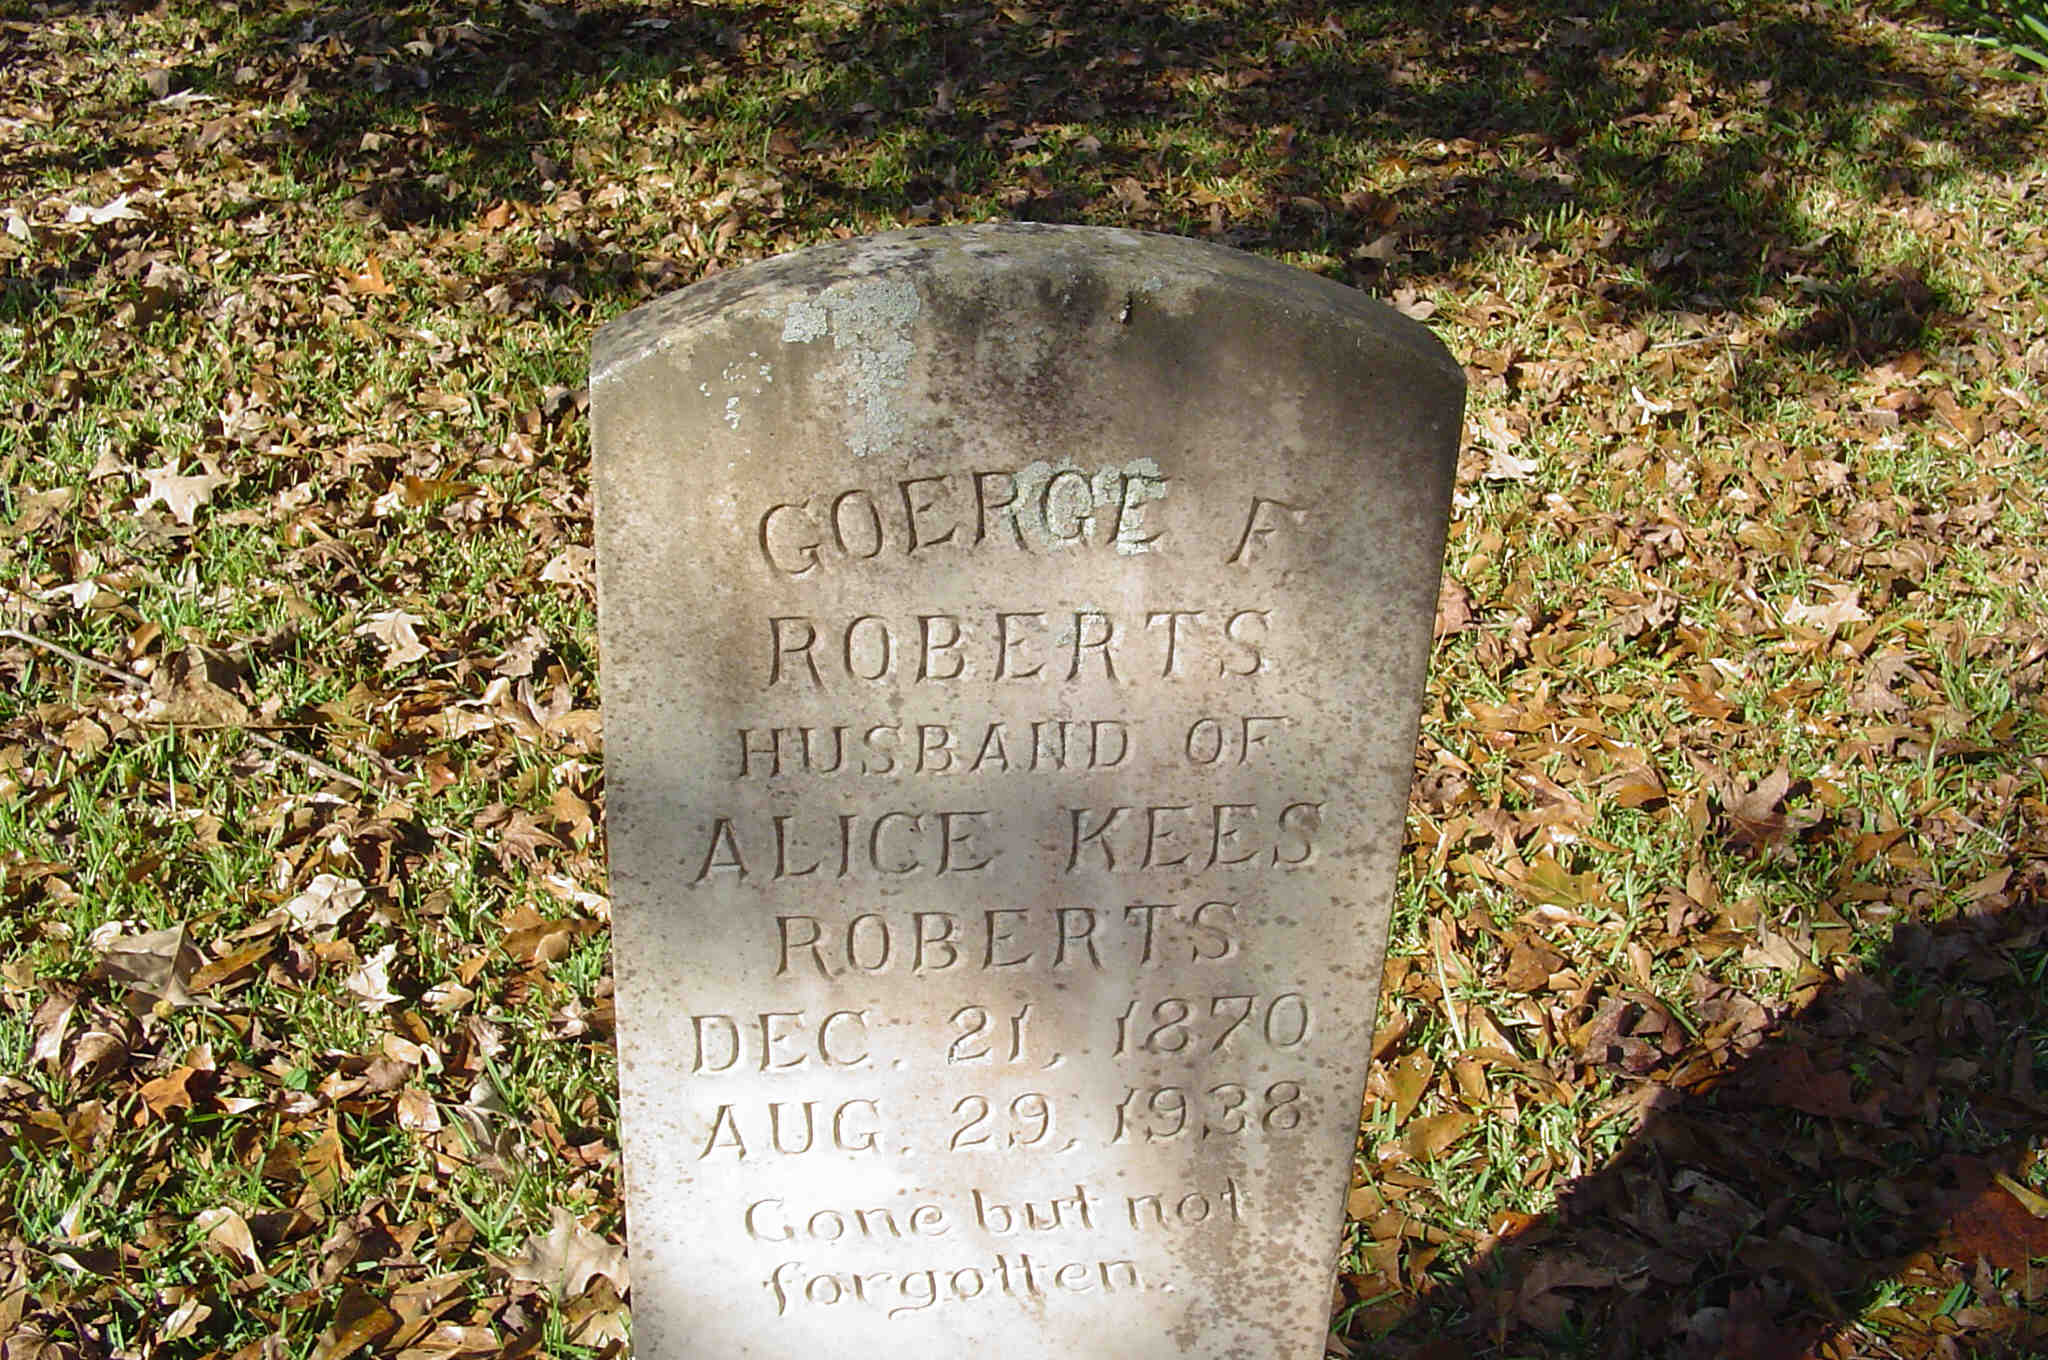 GOERGE F.
ROBERTS
HUSBAND OF
ALICE KEES
ROBERTS
DEC. 21, 1870
AUG. 29, 1938
Gone but not
forgotten.